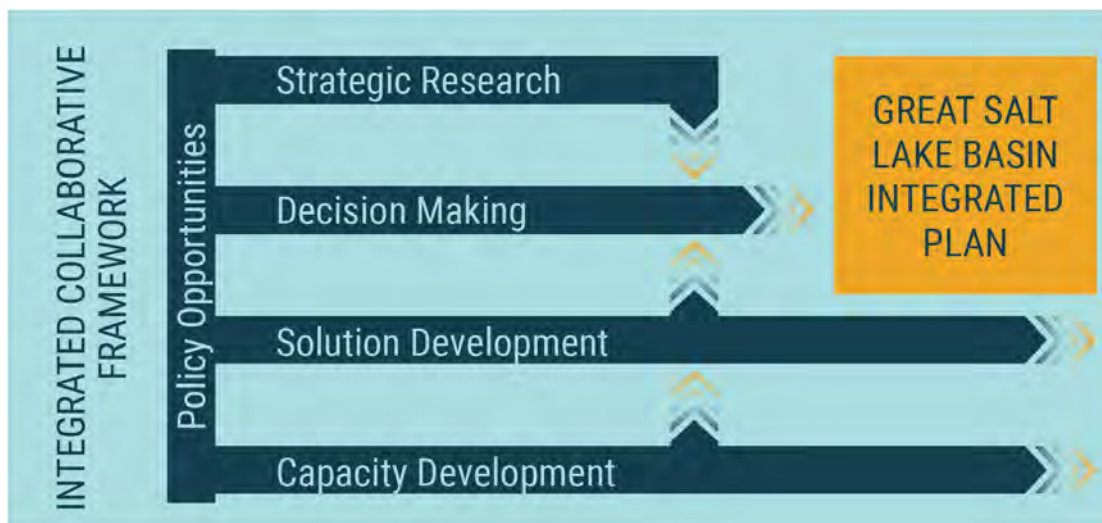 INTEGRATED COLLABORATIVE
FRAMEWORK
Policy Opportunities
Strategic Research
Decision Making
Solution Development
Capacity Development
GREAT SALT
LAKE BASIN
INTEGRATED
PLAN